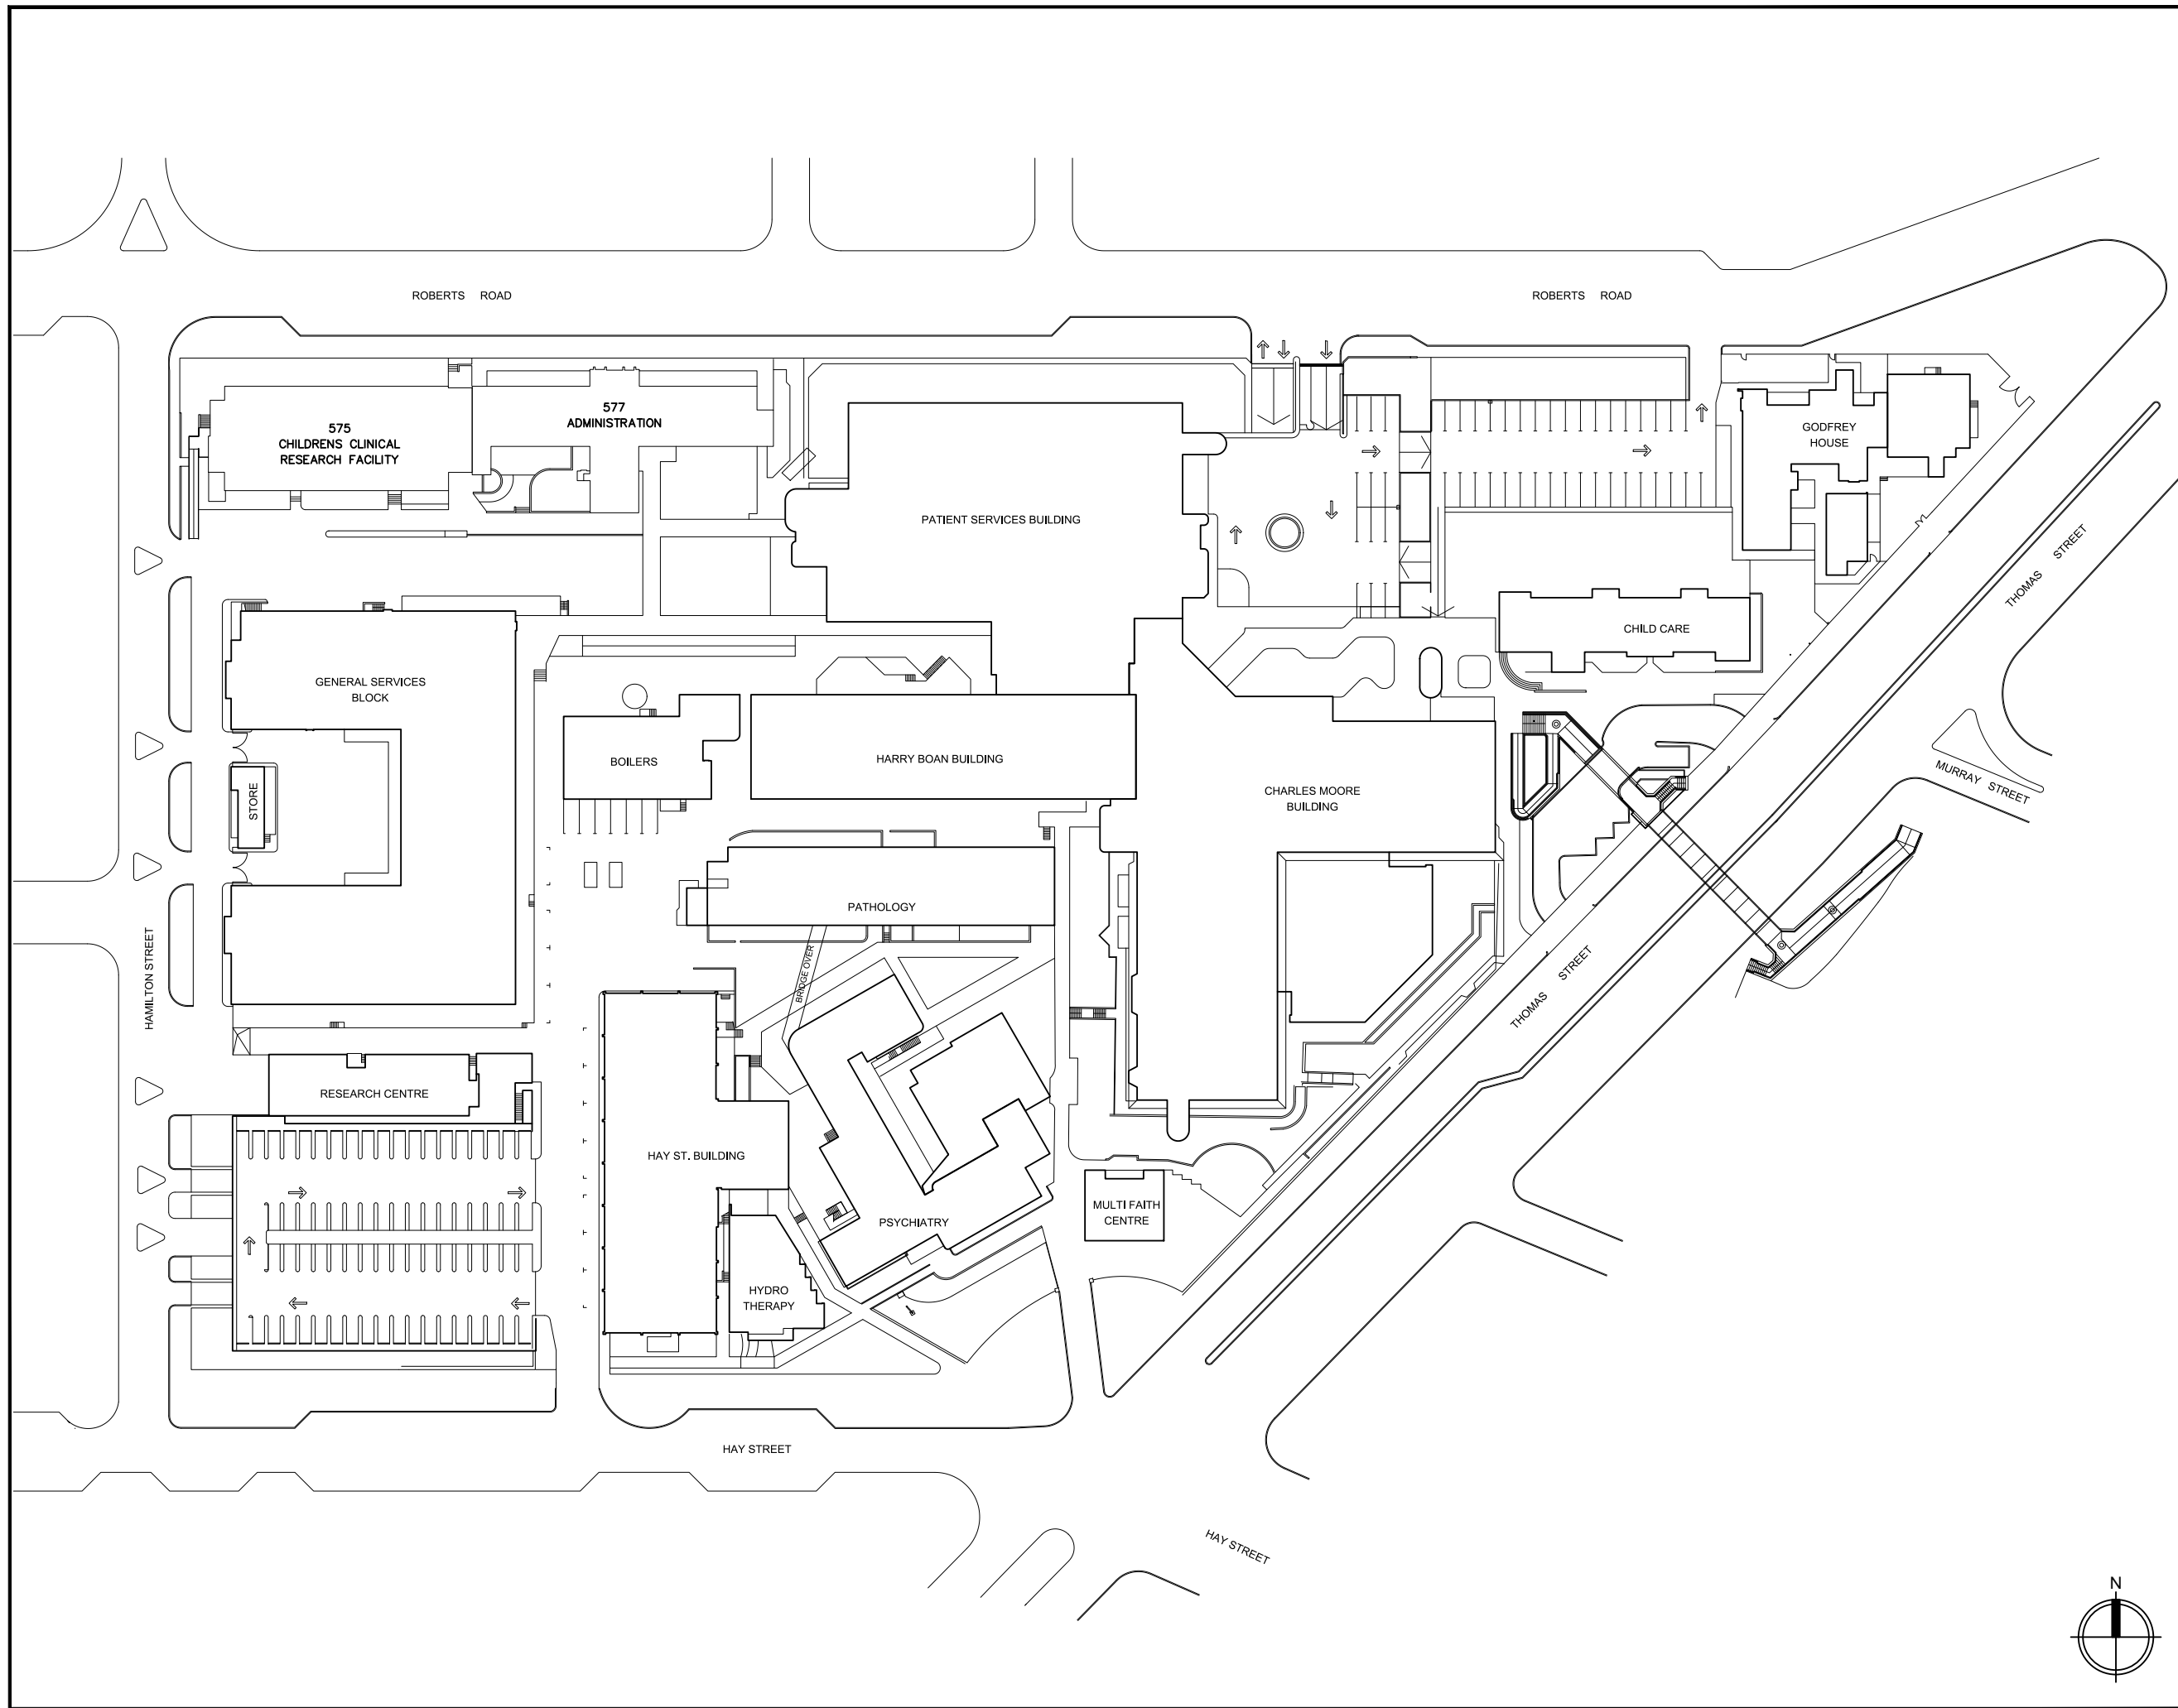 ROBERTS ROAD
ROBERTS ROAD
575
CHILDRENS CLINICAL
RESEARCH FACILITY
577
ADMINISTRATION
GODFREY
HOUSE
PATIENT SERVICES BUILDING
THOMAS STREET
CHILD CARE
GENERAL SERVICES
BLOCK
BOILERS
HARRY BOAN BUILDING
CHARLES MOORE
BUILDING
MURRAY STREET
STORE
PATHOLOGY
HAMILTON STREET
BRIDGE OVER
THOMAS STREET
RESEARCH CENTRE
HAY ST. BUILDING
PSYCHIATRY
MULTI FAITH
CENTRE
HYDRO
THERAPY
HAY STREET
HAY STREET
N